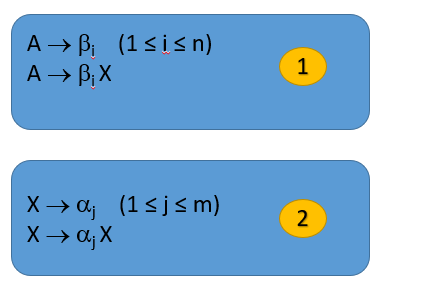 A → βi (1 ≤ i ≤ n)
A → βi X
1
X → αj (1 ≤ j ≤ m)
X → αj X
2